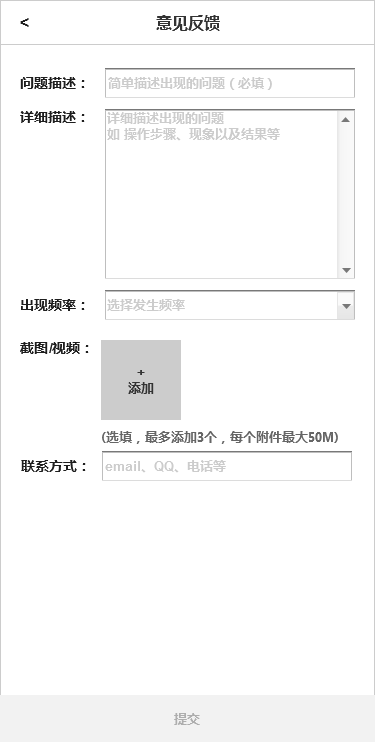 <
意见反馈
问题描述：
简单描述出现的问题（必填）
详细描述：
详细描述出现的问题
如 操作步骤、现象以及结果等
出现频率：
选择发生频率
截图/视频：
+
添加
(选填，最多添加3个，每个附件最大50M)
联系方式：
email、QQ、电话等
提交